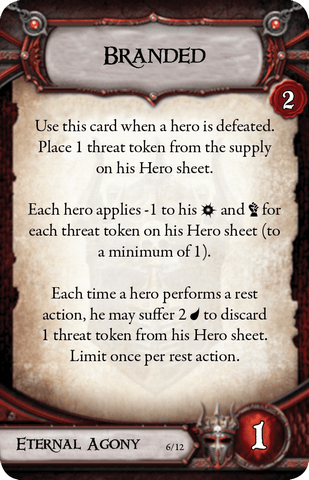 BRANDED
2
Use this card when a hero is defeated.
Place 1 threat token from the supply
on his Hero sheet.
Each hero applies -1 to his and for
each threat token on his Hero sheet (to
a minimum of 1).
Each time a hero performs a rest
action, he may suffer 2 to discard
1 threat token from his Hero sheet.
Limit once per rest action.
ETERNAL AGONY 6/12
1